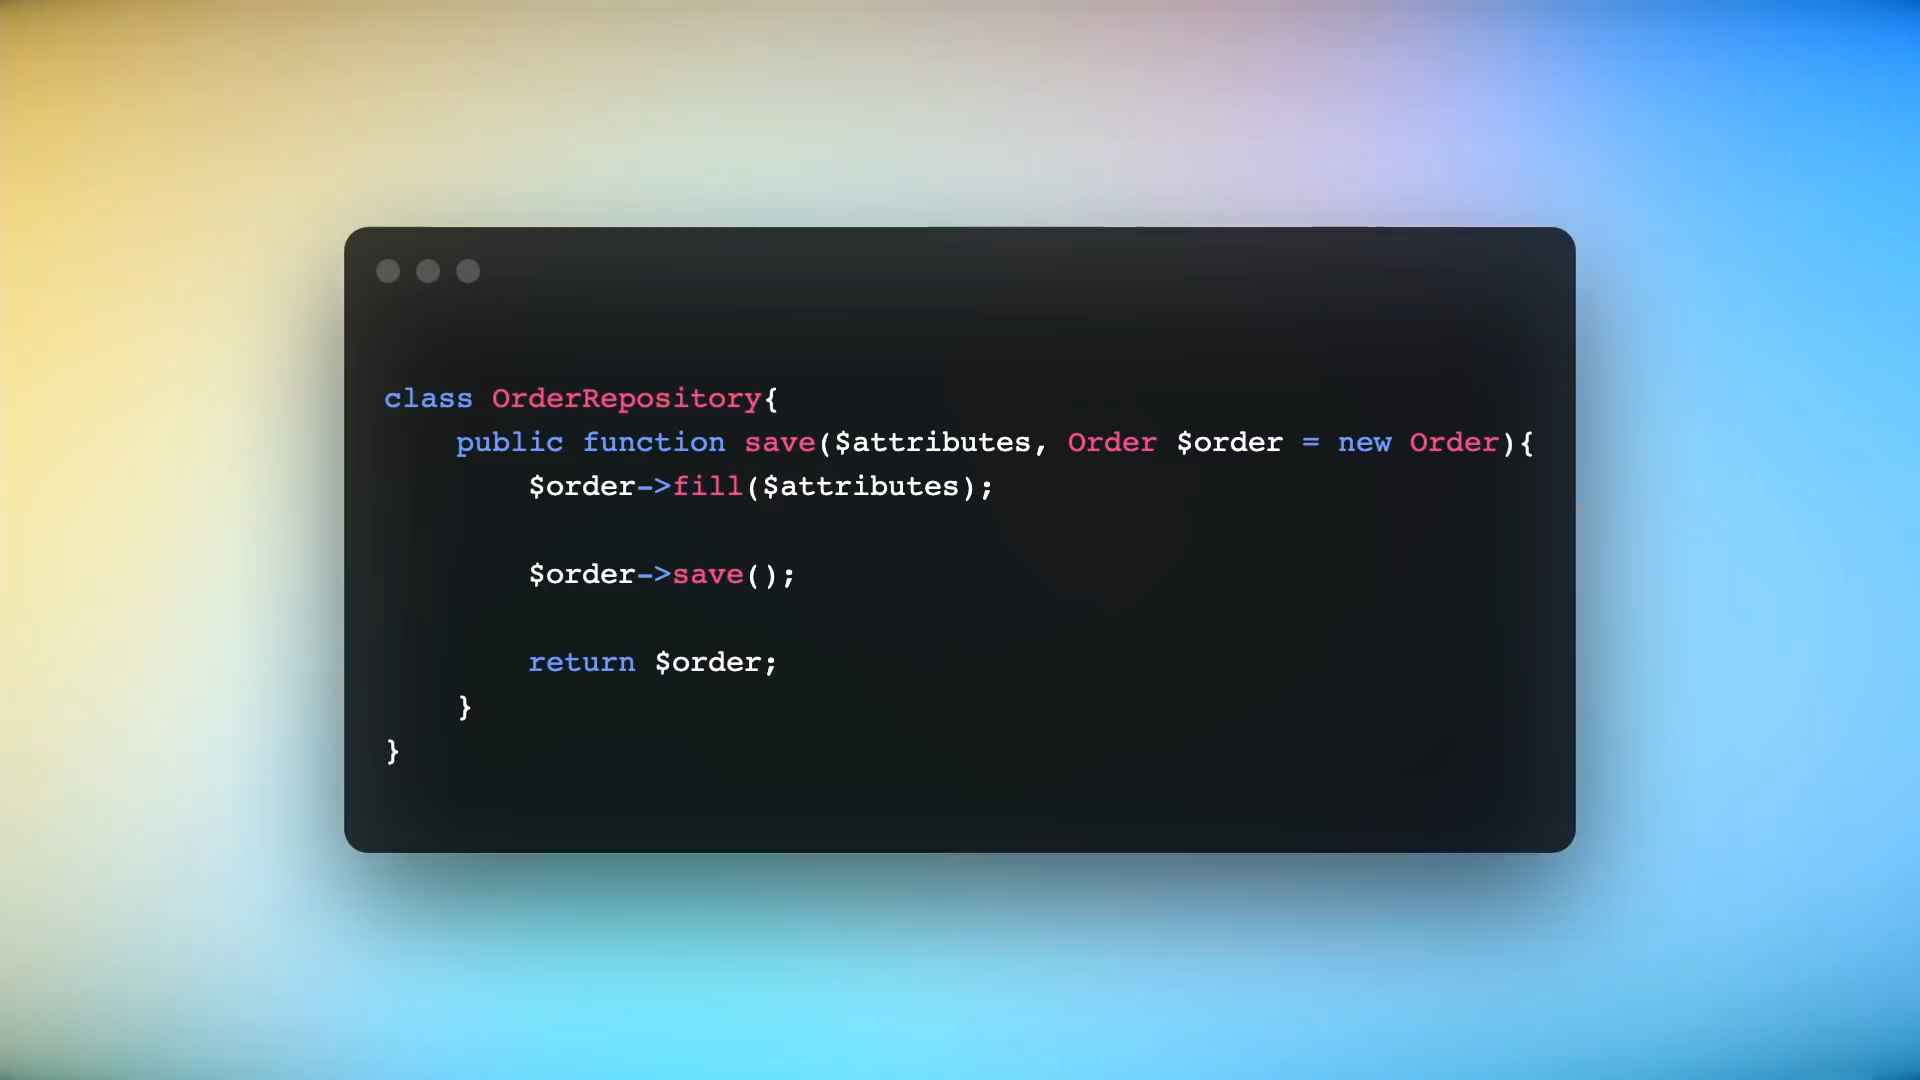 class OrderRepository{
    public function save($attributes, Order $order = new Order){
        $order->fill($attributes);
        $order->save();
        return $order;
    }
}